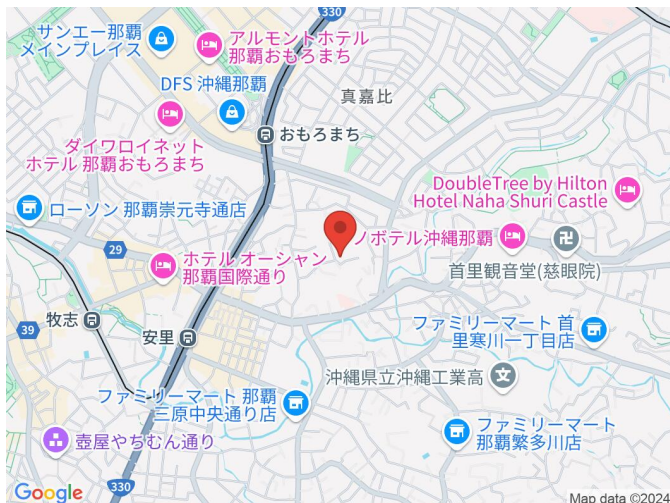 330
サンエー那覇
メインプレイス
アルモントホテル
那覇おもろまち
DFS 沖縄那覇
真嘉比
おもろまち
ダイワロイネット
ホテル 那覇おもろまち
DoubleTree by Hilton
Hotel Naha Shuri Castle
ローソン 那覇崇元寺通店
ノボテル沖縄那覇
29
ホテル オーシャン
那覇国際通り
首里観音堂(慈眼院)
39
牧志
安里
ファミリーマート 首
里寒川一丁目店
沖縄県立沖縄工業高
ファミリーマート 那覇
三原中央通り店
ファミリーマート
那覇繁多川店
壺屋やちむん通り
330
Google
Map data ©2024